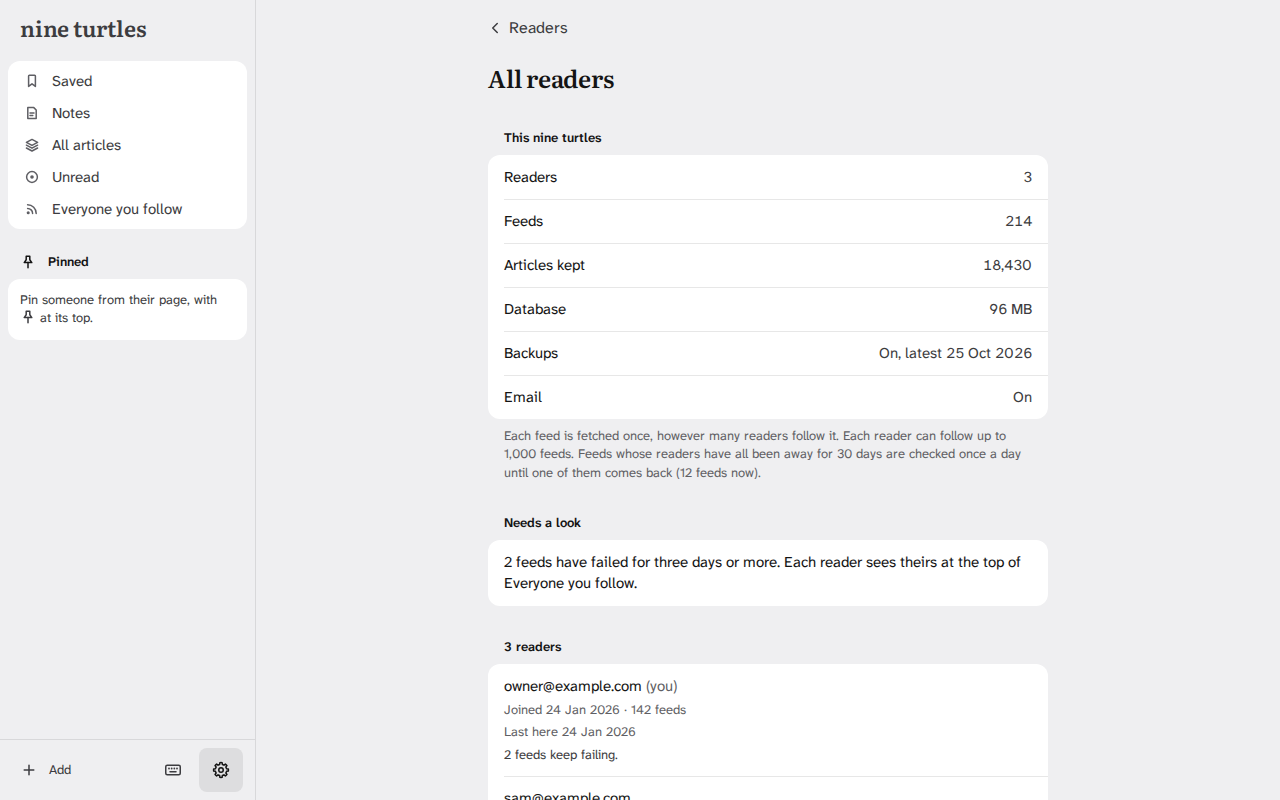 nine turtles
Saved
Notes
All articles
Unread
Everyone you follow
Pinned
Pin someone from their page, with
at its top.
Add
Readers
All readers
This nine turtles
Readers 3
Feeds 214
Articles kept 18,430
Database 96 MB
Backups On, latest 25 Oct 2026
Email On
Each feed is fetched once, however many readers follow it. Each reader can follow up to
1,000 feeds. Feeds whose readers have all been away for 30 days are checked once a day
until one of them comes back (12 feeds now).
Needs a look
2 feeds have failed for three days or more. Each reader sees theirs at the top of
Everyone you follow.
3 readers
owner@example.com (you)
Joined 24 Jan 2026 · 142 feeds
Last here 24 Jan 2026
2 feeds keep failing.
sam@example.com